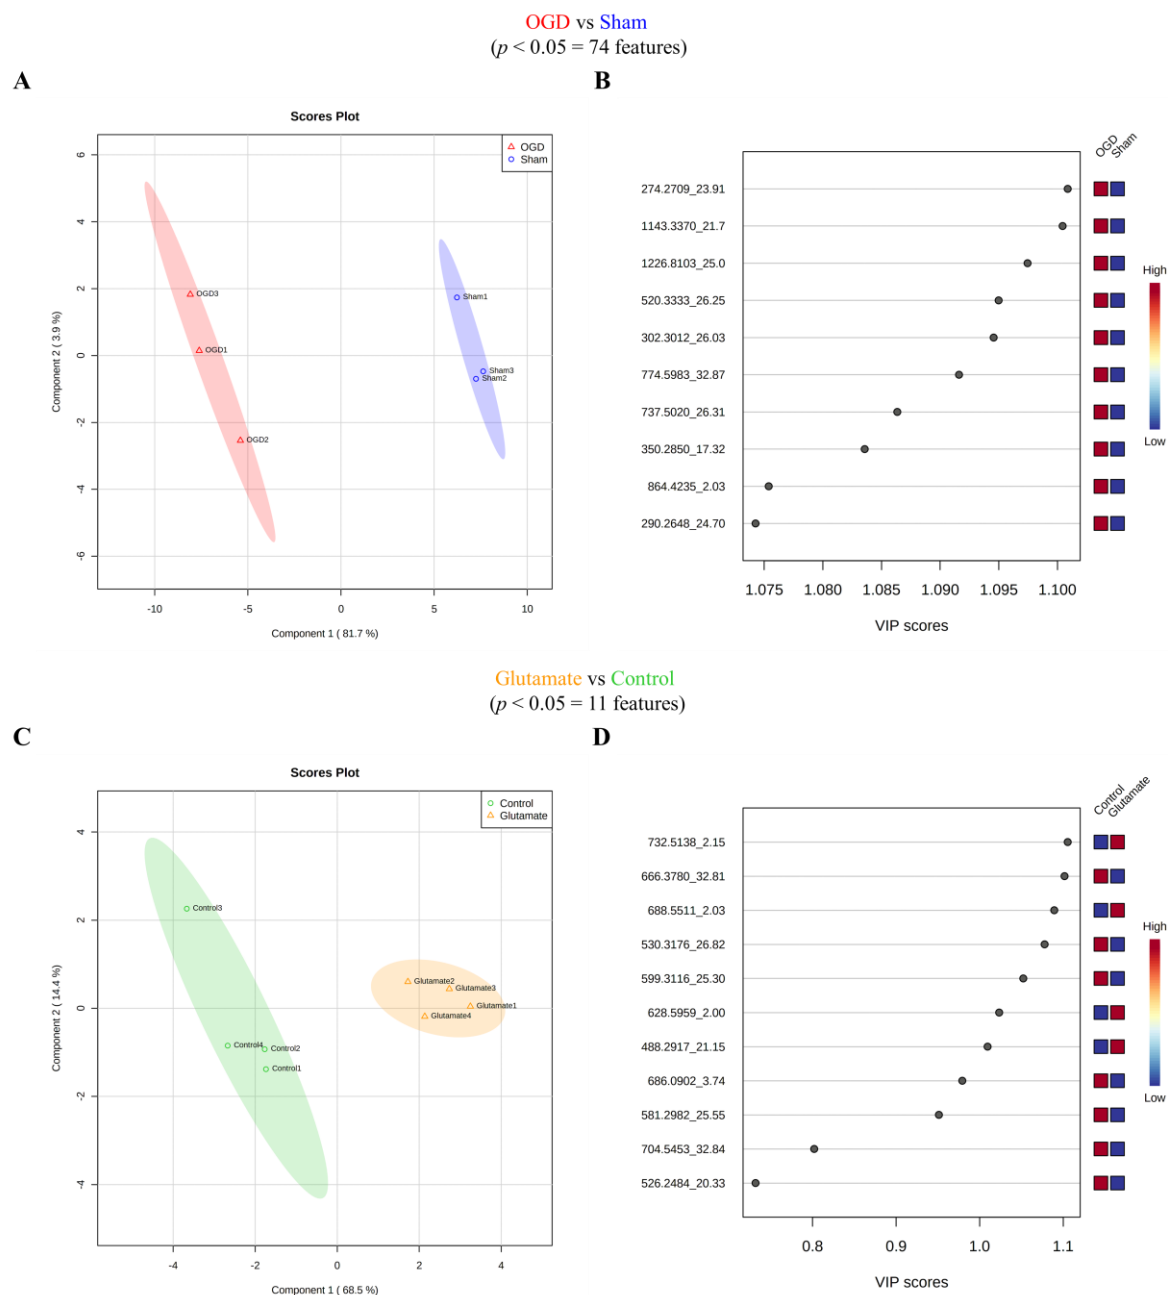 OGD vs Sham
(p < 0.05 = 74 features)
A
B
Scores Plot
OGD
Sham
6
4
2
0
-2
-4
-6
Component 2 ( 3.9 %)
OGD3
OGD1
OGD2
Sham1
Sham3
Sham2
-10
-5
0
5
10
Component 1 ( 81.7 %)
OGD
Sham
274.2709_23.91
1143.3370_21.7
1226.8103_25.0
520.3333_26.25
302.3012_26.03
774.5983_32.87
737.5020_26.31
350.2850_17.32
864.4235_2.03
290.2648_24.70
High
Low
1.075
1.080
1.085
1.090
1.095
1.100
VIP scores
Glutamate vs Control
(p < 0.05 = 11 features)
C
D
Scores Plot
Control
Glutamate
4
2
0
-2
-4
Component 2 ( 14.4 %)
Control3
Control4
Control2
Control1
Glutamate2
Glutamate3
Glutamate1
Glutamate4
-4
-2
0
2
4
Component 1 ( 68.5 %)
Control
Glutamate
732.5138_2.15
666.3780_32.81
688.5511_2.03
530.3176_26.82
599.3116_25.30
628.5959_2.00
488.2917_21.15
686.0902_3.74
581.2982_25.55
704.5453_32.84
526.2484_20.33
High
Low
0.8
0.9
1.0
1.1
VIP scores